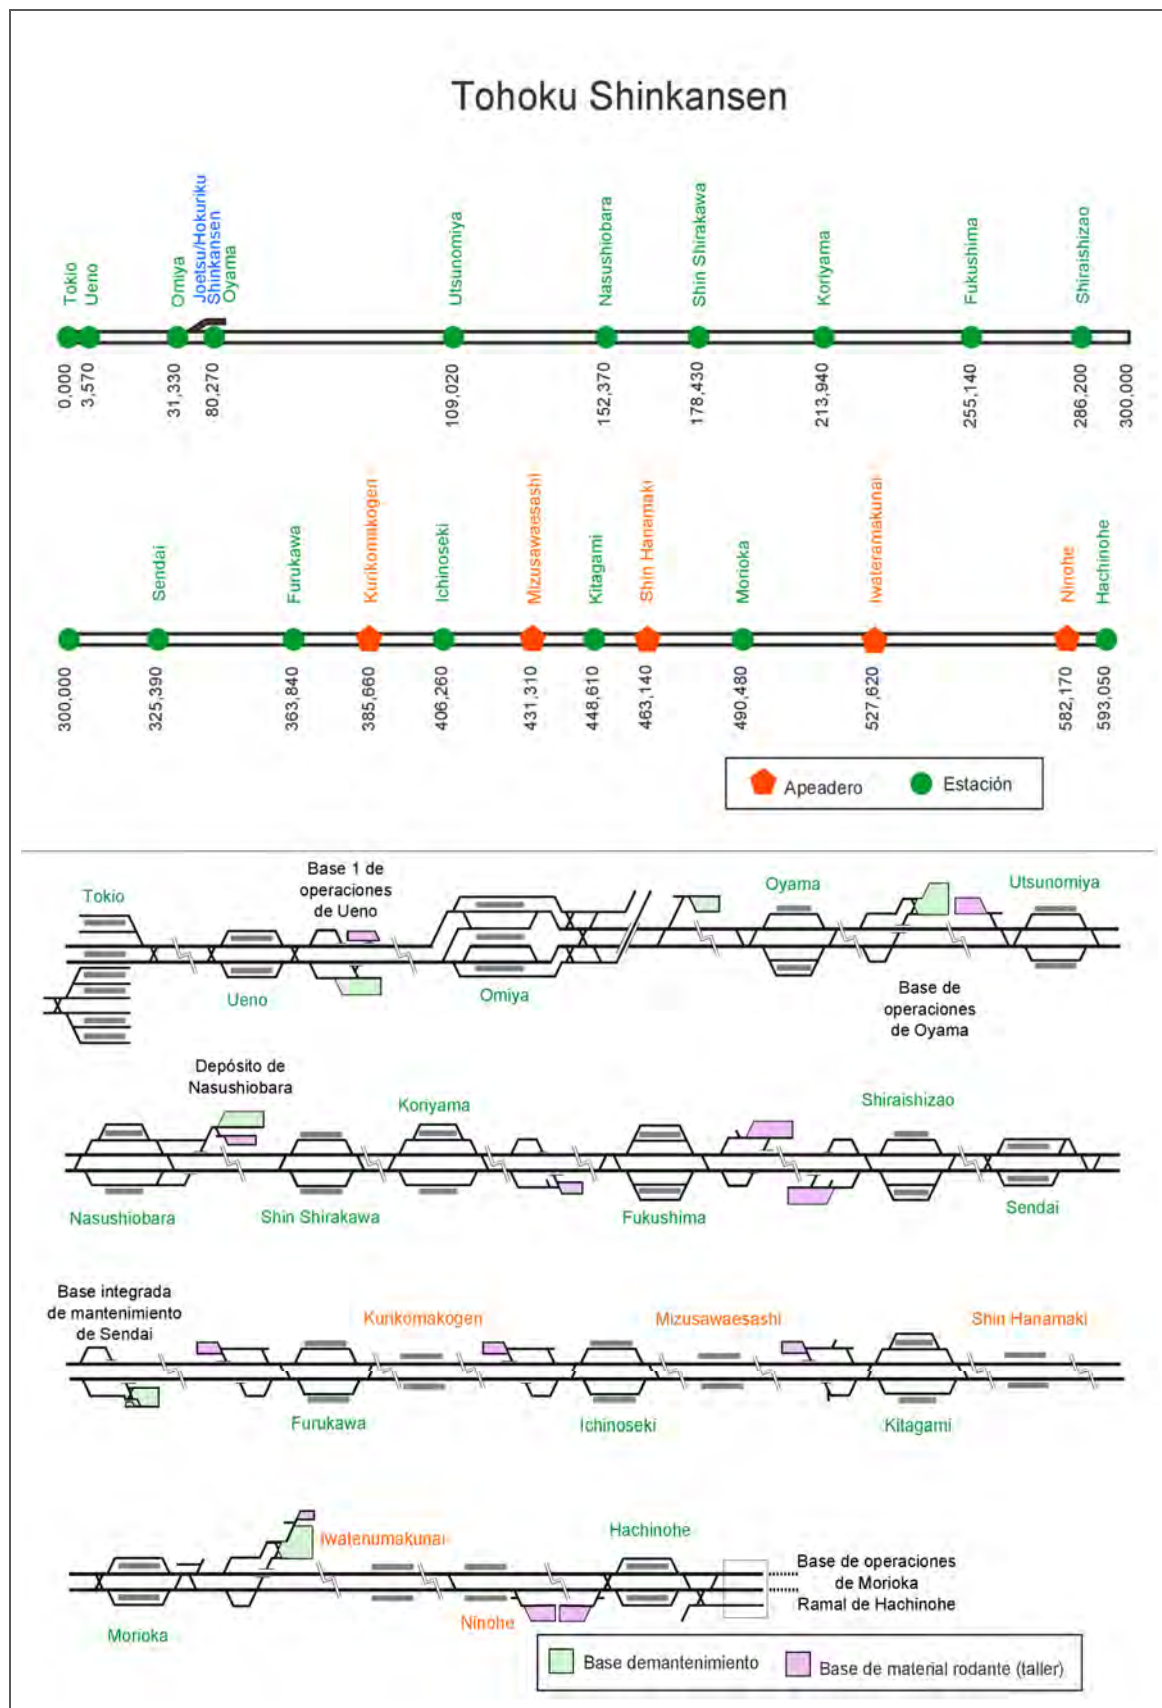 Tohoku Shinkansen
Tokio
Ueno
Omiya
Joetsu/Hokuriku
Shinkansen
Oyama
Utsunomiya
Nasushiobara
Shin Shirakawa
Koriyama
Fukushima
Shiraishizao
0,000
3,570
31,330
80,270
109,020
152,370
178,430
213,940
255,140
286,200
300,000
Sendai
Furukawa
Kurikomakogen
Ichinoseki
Mizusawaesashi
Kitagami
Shin Hanamaki
Morioka
Iwateramakunai
Ninohe
Hachinohe
300,000
325,390
363,840
385,660
406,260
431,310
448,610
463,140
490,480
527,620
582,170
593,050
Apeadero
Estación
Tokio
Base 1 de
operaciones
de Ueno
Oyama
Utsunomiya
Ueno
Omiya
Base de
operaciones
de Oyama
Depósito de
Nasushiobara
Koriyama
Shiraishizao
Nasushiobara
Shin Shirakawa
Fukushima
Sendai
Base integrada
de mantenimiento
de Sendai
Kurikomakogen
Mizusawaesashi
Shin Hanamaki
Furukawa
Ichinoseki
Kitagami
Iwatenumakunai
Hachinohe
Base de operaciones
de Morioka
Ramal de Hachinohe
Morioka
Ninohe
Base demantenimiento
Base de material rodante (taller)